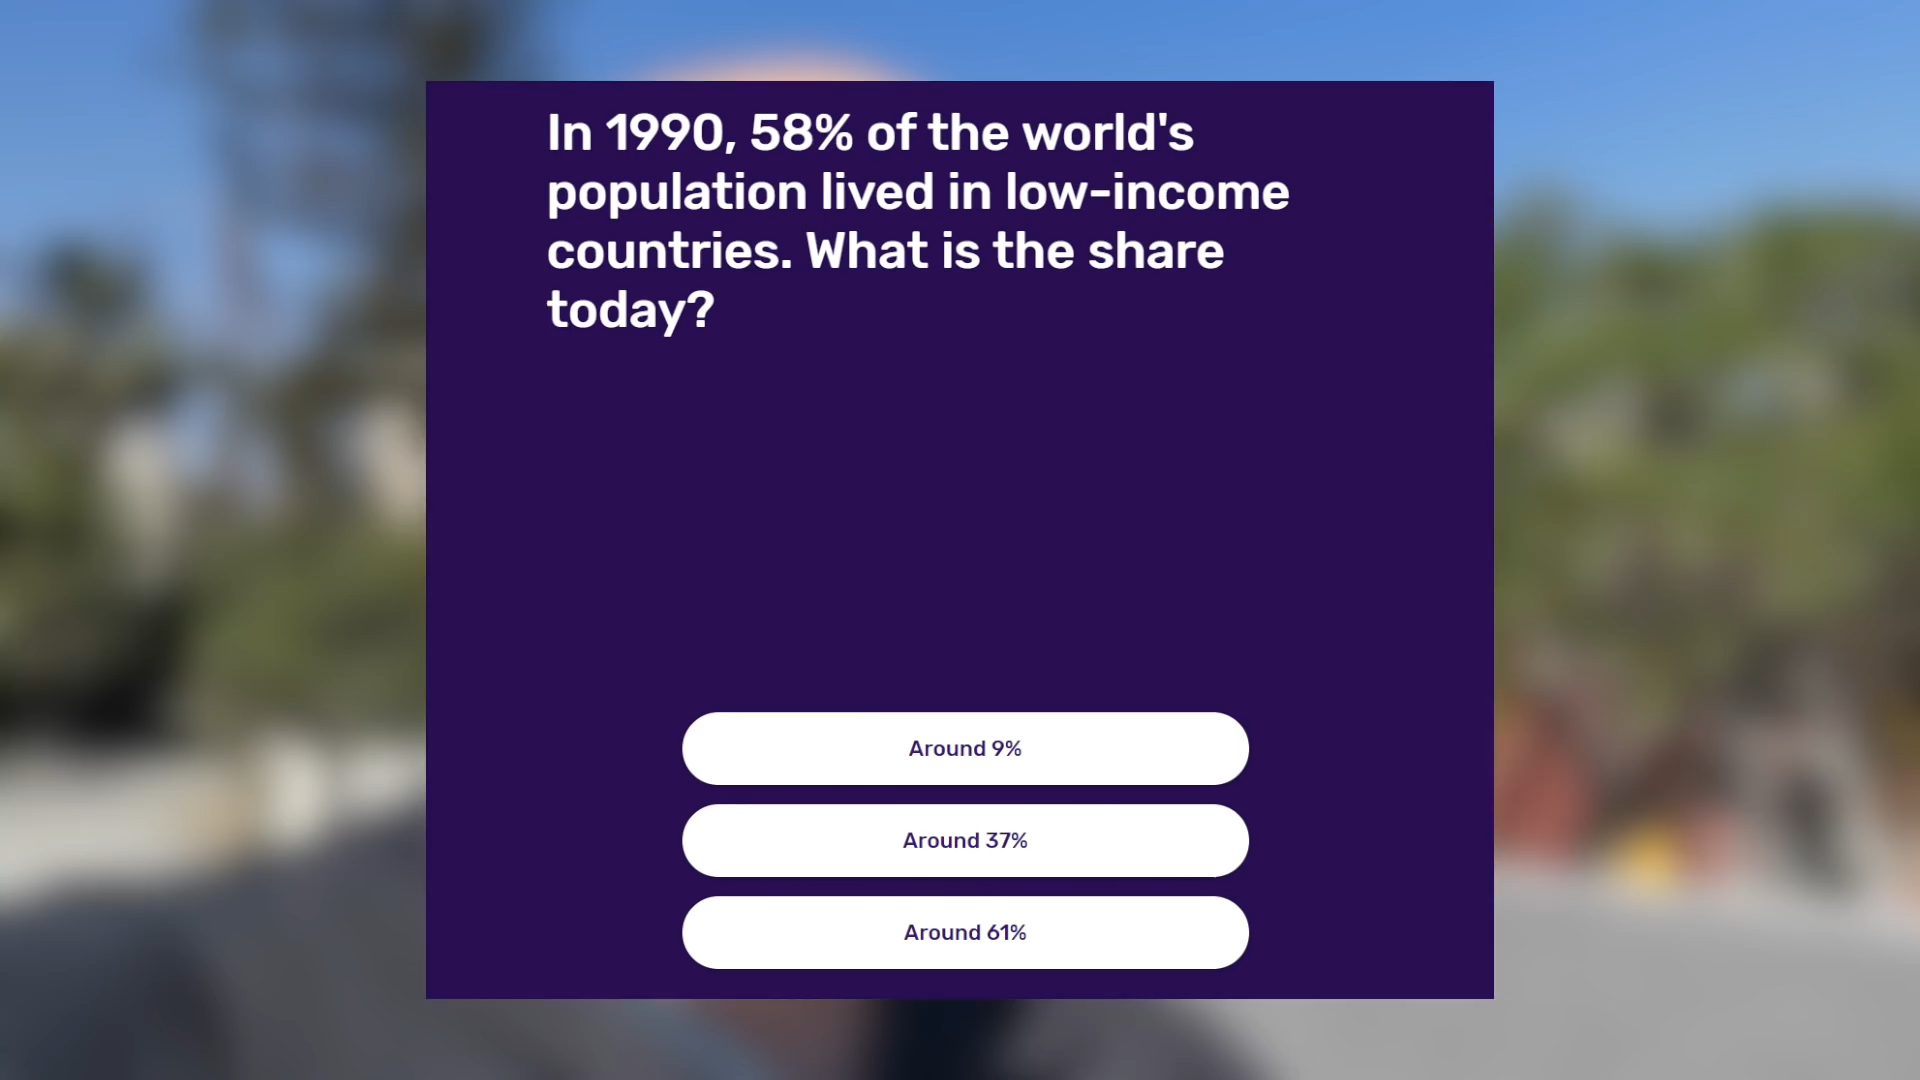 In 1990, 58% of the world's
population lived in low-income
countries. What is the share
today?
Around 9%
Around 37%
Around 61%